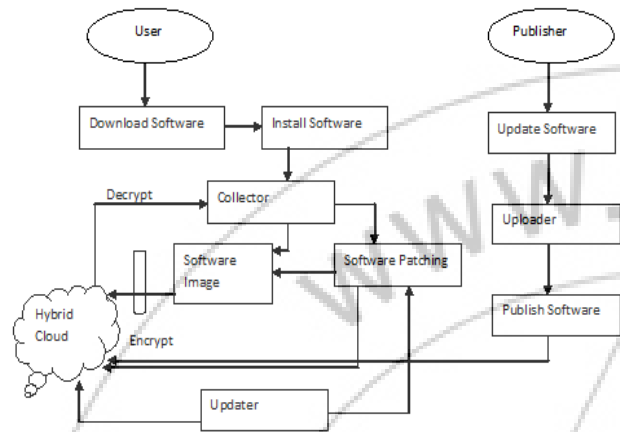 User
Publisher
Download Software
Install Software
Update Software
Decrypt
Collector
Uploader
Software
Image
Software Patching
Hybrid
Cloud
Publish Software
Encrypt
Updater
www.